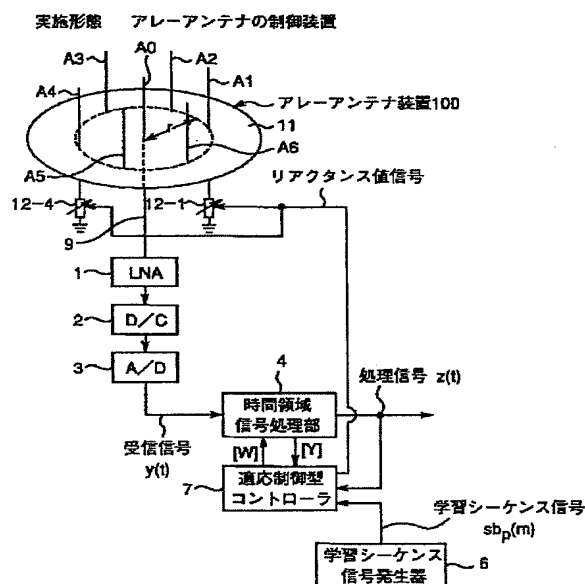 実施形態 アレーアンテナの制御装置
A0
A3
A2
A1
A4
アレーアンテナ装置100
11
r
A6
A5
リアクタンス値信号
12-4
12-1
9
1
LNA
2
D/C
3
A/D
4
処理信号 z(t)
時間領域
信号処理部
受信信号
y(t)
[W]
[Y]
7
適応制御型
コントローラ
学習シーケンス信号
sbp(m)
学習シーケンス
信号発生器
6